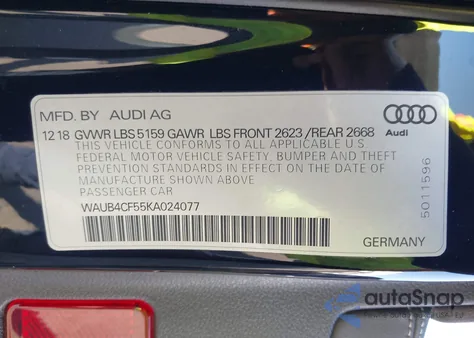 MFD. BY AUDI AG
12 18 GVWR LBS 5159 GAWR LBS FRONT 2623 /REAR 2668
THIS VEHICLE CONFORMS TO ALL APPLICABLE U.S
FEDERAL MOTOR VEHICLE SAFETY, BUMPER AND THEFT
PREVENTION STANDARDS IN EFFECT ON THE DATE OF
MANUFACTURE SHOWN ABOVE
PASSENGER CAR
WAUB4CF55KA024077
Audi
5011596
GERMANY
autoSnap